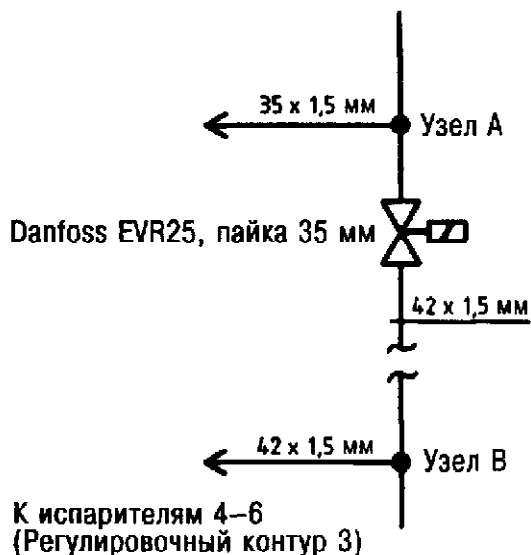 35 x 1,5 мм
Узел А
Danfoss EVR25, пайка 35 мм
42 x 1,5 мм
42 x 1,5 мм
Узел В
К испарителям 4–6
(Регулировочный контур 3)